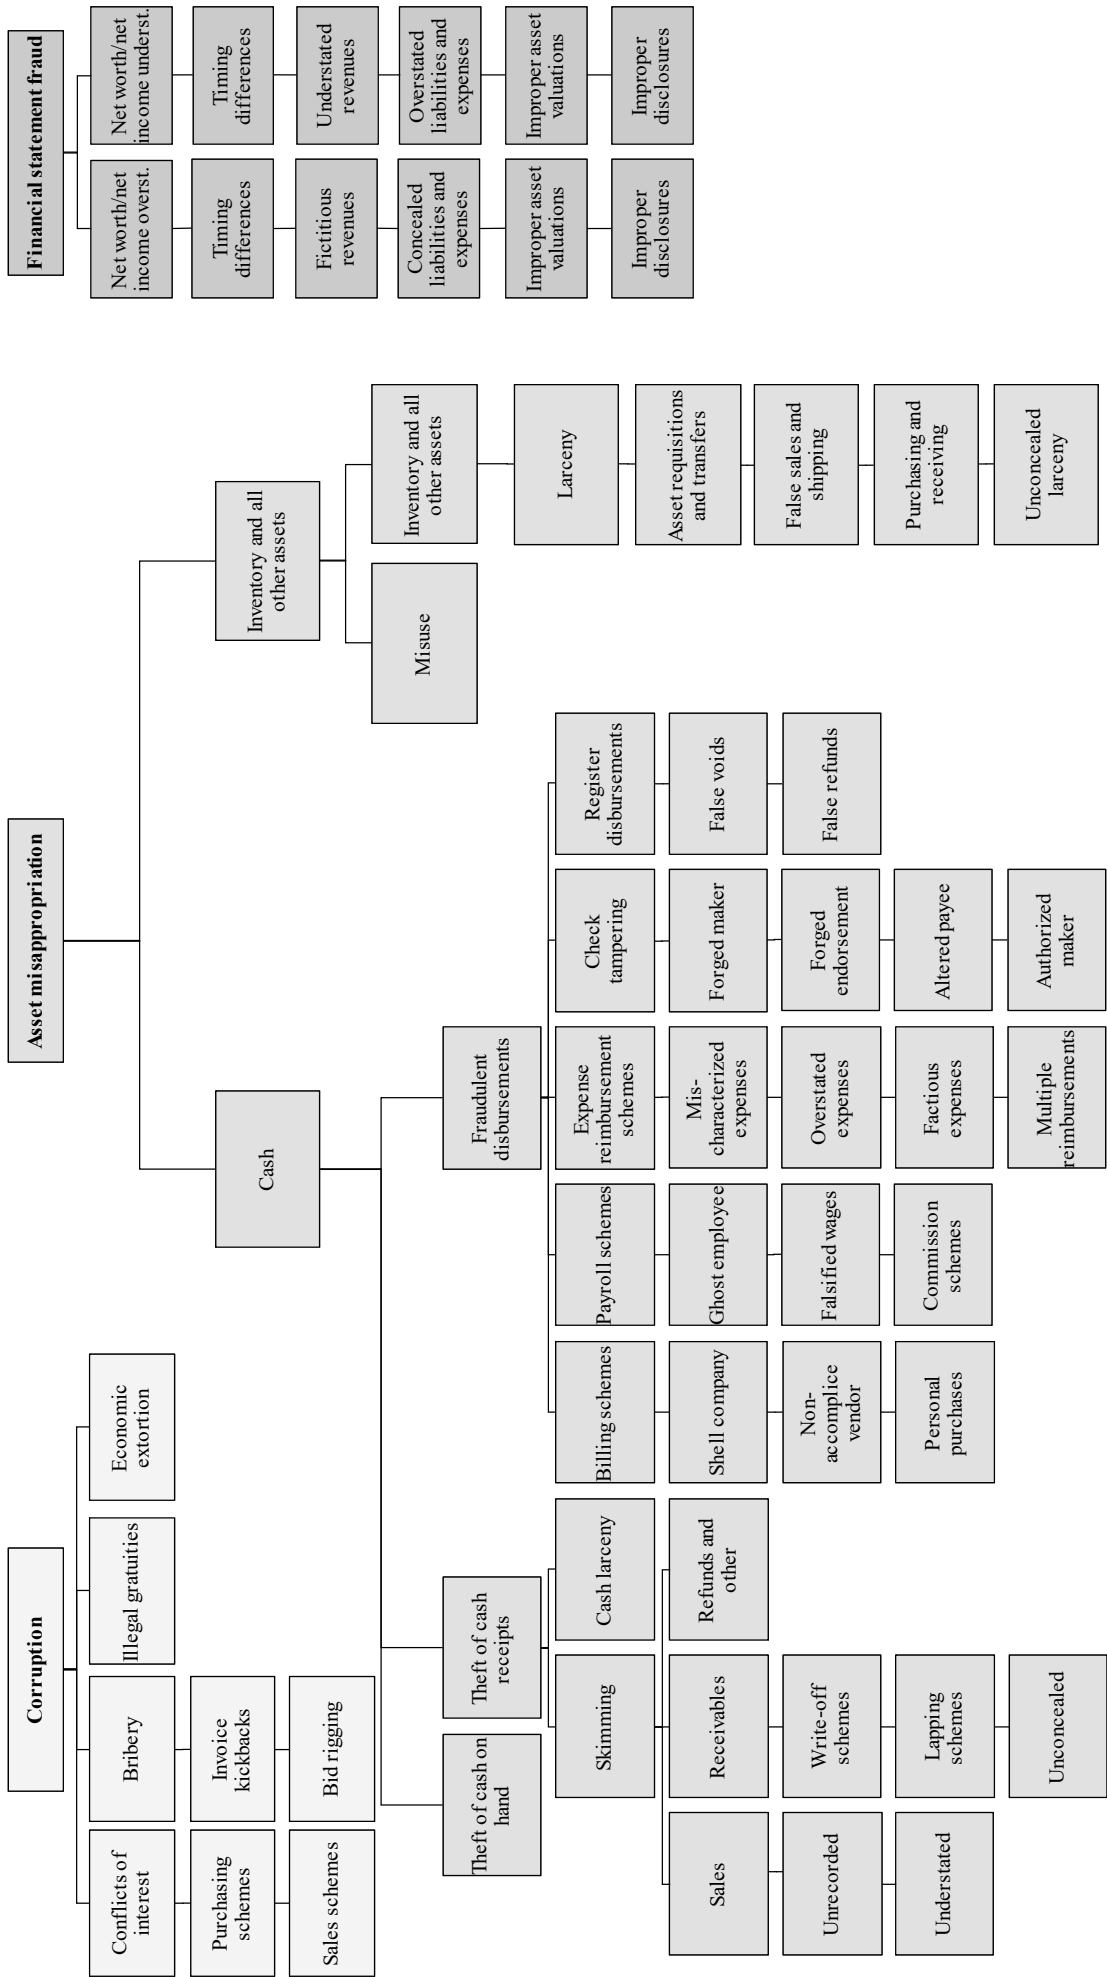 Corruption
Conflicts of
interest
Purchasing
schemes
Sales schemes
Bribery
Invoice
kickbacks
Bid rigging
Illegal gratuities
Economic
extortion
Asset misappropriation
Cash
Theft of cash on
hand
Theft of cash
receipts
Skimming
Sales
Unrecorded
Understated
Receivables
Write-off
schemes
Lapping
schemes
Unconcealed
Refunds and
other
Cash larceny
Fraudulent
disbursements
Billing schemes
Shell company
Non-
accomplice
vendor
Personal
purchases
Payroll schemes
Ghost employee
Falsified wages
Commission
schemes
Expense
reimbursement
schemes
Mis-
characterized
expenses
Overstated
expenses
Factious
expenses
Multiple
reimbursements
Check
tampering
Forged maker
Forged
endorsement
Altered payee
Authorized
maker
Register
disbursements
False voids
False refunds
Inventory and all
other assets
Misuse
Inventory and all
other assets
Larceny
Asset requisitions
and transfers
False sales and
shipping
Purchasing and
receiving
Unconcealed
larceny
Financial statement fraud
Net worth/net
income overst.
Timing
differences
Fictitious
revenues
Concealed
liabilities and
expenses
Improper asset
valuations
Improper
disclosures
Net worth/net
income underst.
Timing
differences
Understated
revenues
Overstated
liabilities and
expenses
Improper asset
valuations
Improper
disclosures